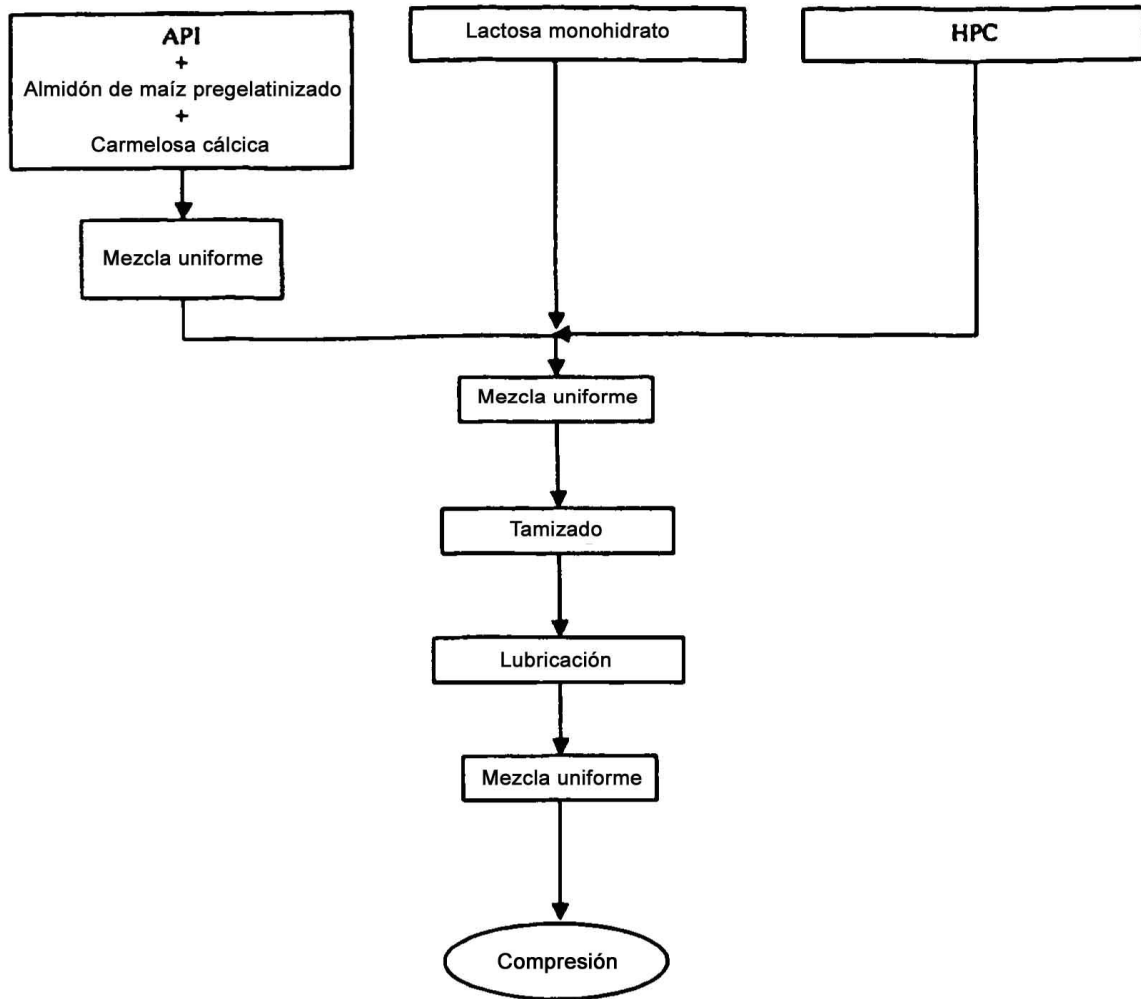 API
+
Almidón de maíz pregelatinizado
+
Carmelosa cálcica
Lactosa monohidrato
HPC
Mezcla uniforme
Mezcla uniforme
Tamizado
Lubricación
Mezcla uniforme
Compresión